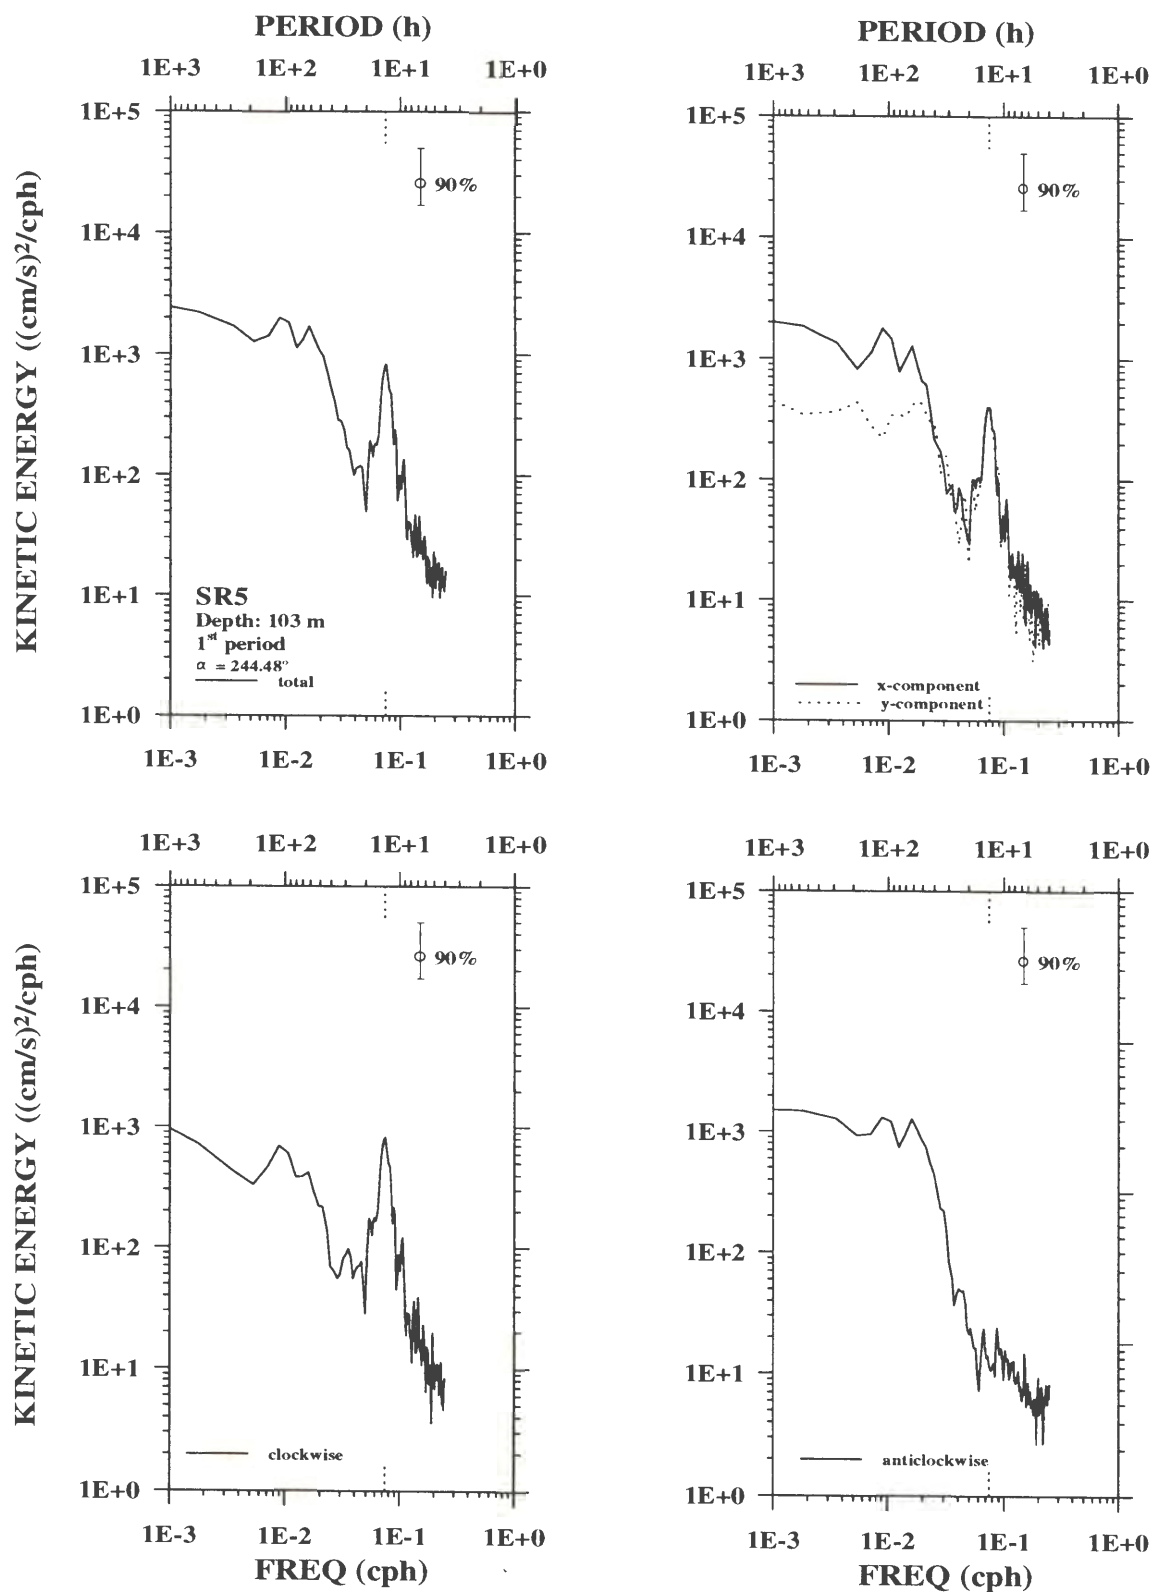 PERIOD (h)
1E+3 1E+2 1E+1 1E+0
1E+5
90%
1E+4
1E+3
1E+2
1E+1
SR5
Depth: 103 m
1st period
α = 244.48°
total
1E+0
1E-3 1E-2 1E-1 1E+0
KINETIC ENERGY ((cm/s)²/cph)
PERIOD (h)
1E+3 1E+2 1E+1 1E+0
1E+5
90%
1E+4
1E+3
1E+2
1E+1
x-component
y-component
1E+0
1E-3 1E-2 1E-1 1E+0
1E+3 1E+2 1E+1 1E+0
1E+5
90%
1E+4
1E+3
1E+2
1E+1
clockwise
1E+0
1E-3 1E-2 1E-1 1E+0
FREQ (cph)
KINETIC ENERGY ((cm/s)²/cph)
1E+3 1E+2 1E+1 1E+0
1E+5
90%
1E+4
1E+3
1E+2
1E+1
anticlockwise
1E+0
1E-3 1E-2 1E-1 1E+0
FREQ (cph)